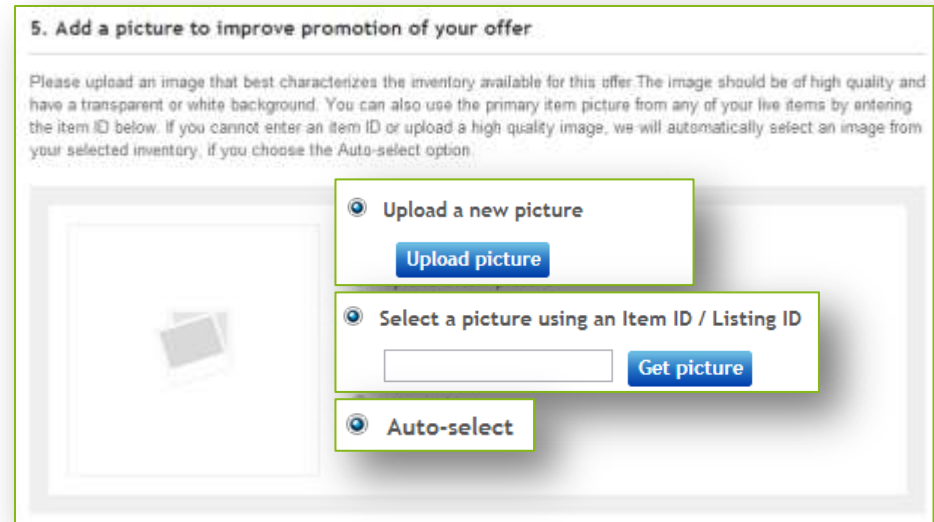 5. Add a picture to improve promotion of your offer
Please upload an image that best characterizes the inventory available for this offer.The image should be of high quality and
have a transparent or white background. You can also use the primary item picture from any of your live items by entering
the item ID below. If you cannot enter an item ID or upload a high quality image, we will automatically select an image from
your selected inventory, if you choose the Auto-select option.
Upload a new picture
Upload picture
Select a picture using an Item ID / Listing ID
Get picture
Auto-select